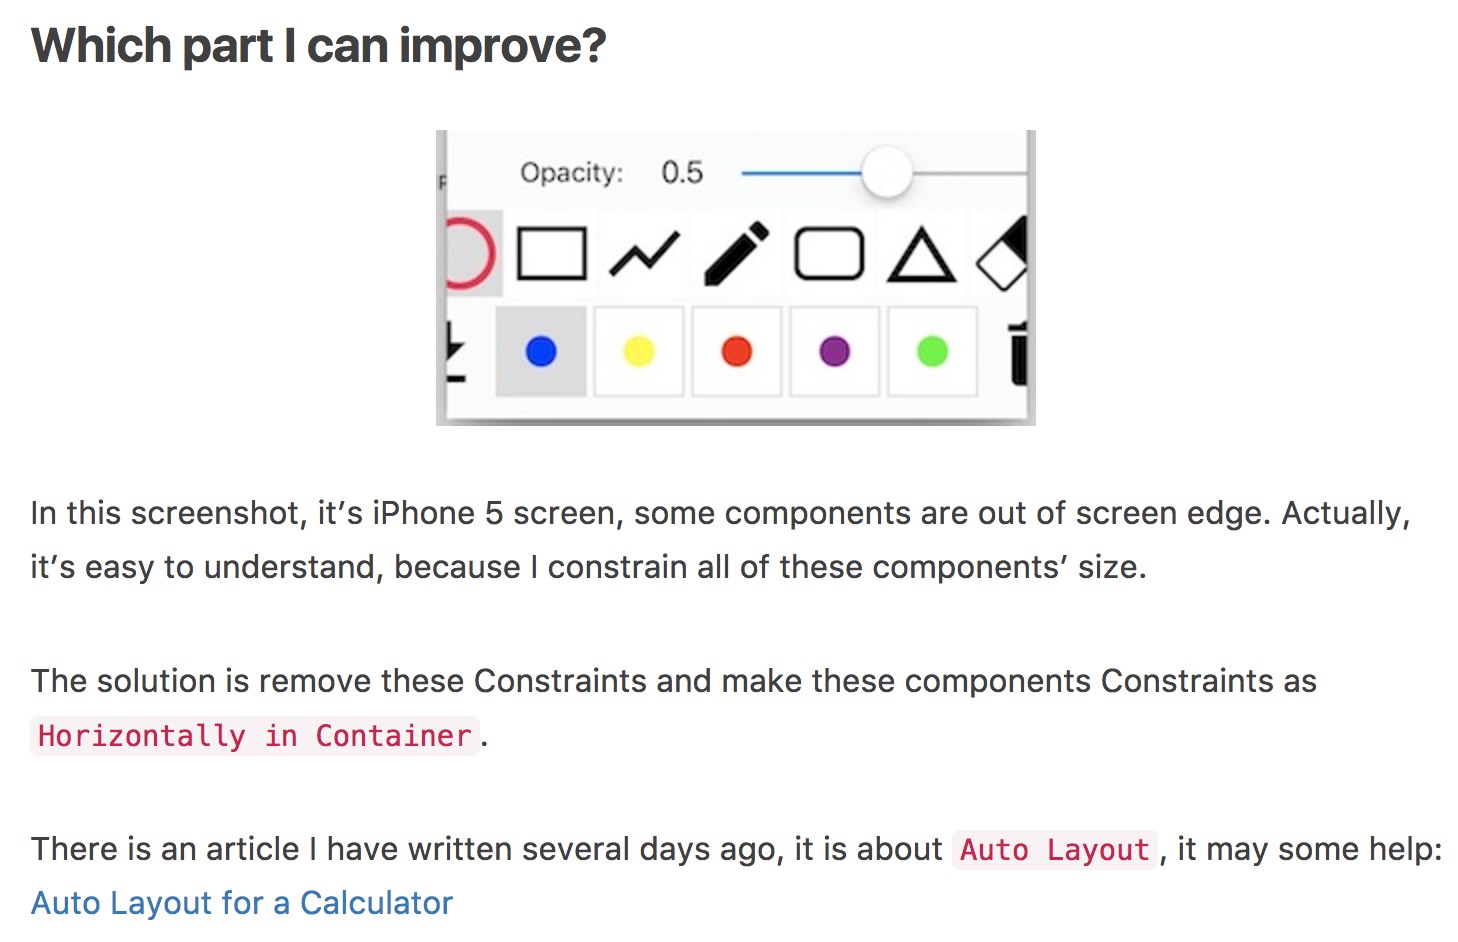 Which part I can improve?
Opacity: 0.5
In this screenshot, it’s iPhone 5 screen, some components are out of screen edge. Actually,
it’s easy to understand, because I constrain all of these components’ size.
The solution is remove these Constraints and make these components Constraints as
Horizontally in Container.
There is an article I have written several days ago, it is about Auto Layout, it may some help:
Auto Layout for a Calculator